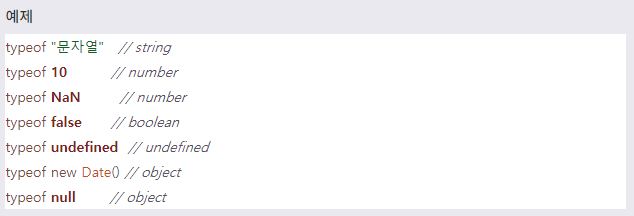 예제
typeof "문자열" // string
typeof 10 // number
typeof NaN // number
typeof false // boolean
typeof undefined // undefined
typeof new Date() // object
typeof null // object